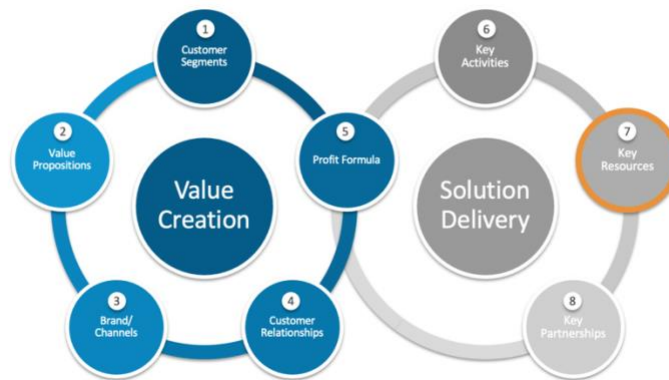 1
Customer
Segments
2
Value
Propositions
3
Brand/
Channels
4
Customer
Relationships
5
Profit Formula
Value
Creation
6
Key
Activities
7
Key
Resources
8
Key
Partnerships
Solution
Delivery